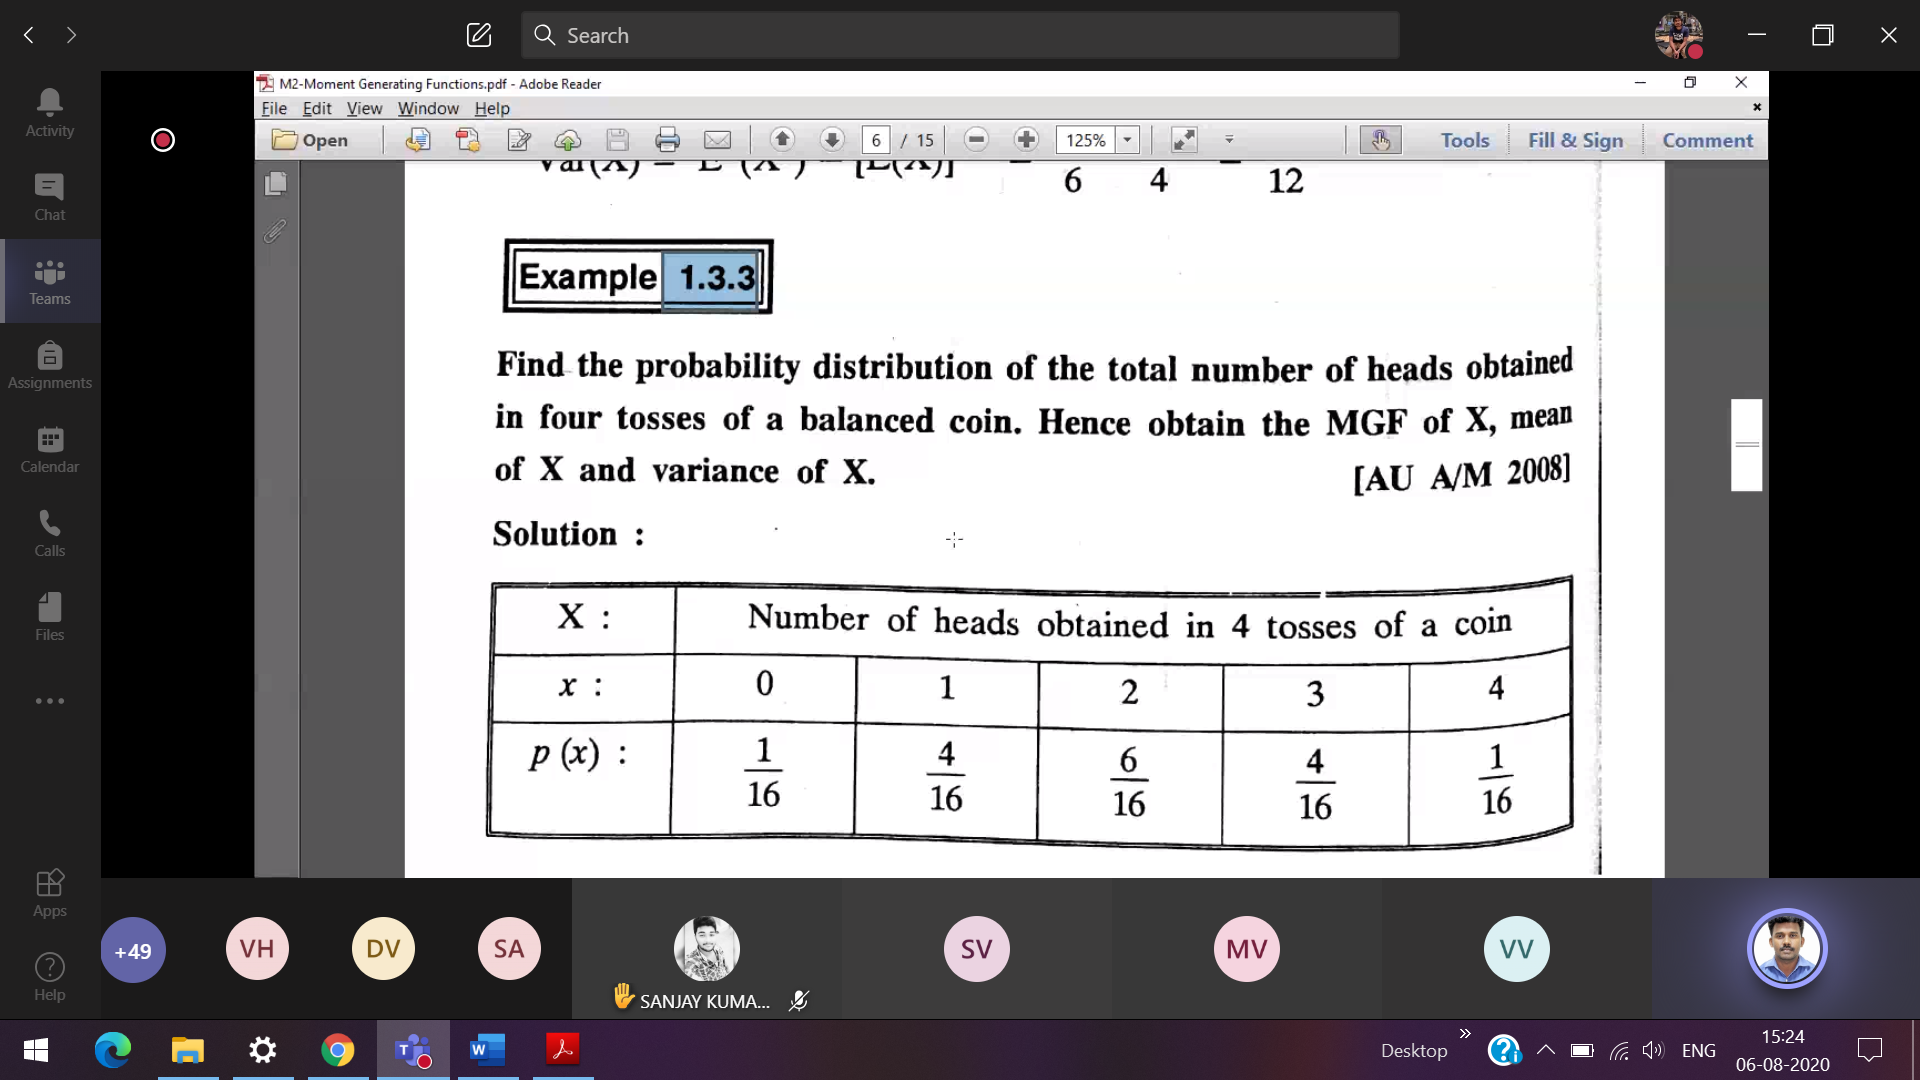 Search
Activity
Chat
Teams
Assignments
Calendar
Calls
Files
Apps
Help
M2-Moment Generating Functions.pdf - Adobe Reader
File Edit View Window Help
Open 6 / 15 125% Tools Fill & Sign Comment
6 4 12
Example 1.3.3
Find the probability distribution of the total number of heads obtained
in four tosses of a balanced coin. Hence obtain the MGF of X, mean
of X and variance of X. [AU A/M 2008]
Solution :
X : Number of heads obtained in 4 tosses of a coin
x : 0 1 2 3 4
p (x) : 1/16 4/16 6/16 4/16 1/16
+49 VH DV SA SV MV VV
SANJAY KUMA...
Desktop ENG 15:24
06-08-2020